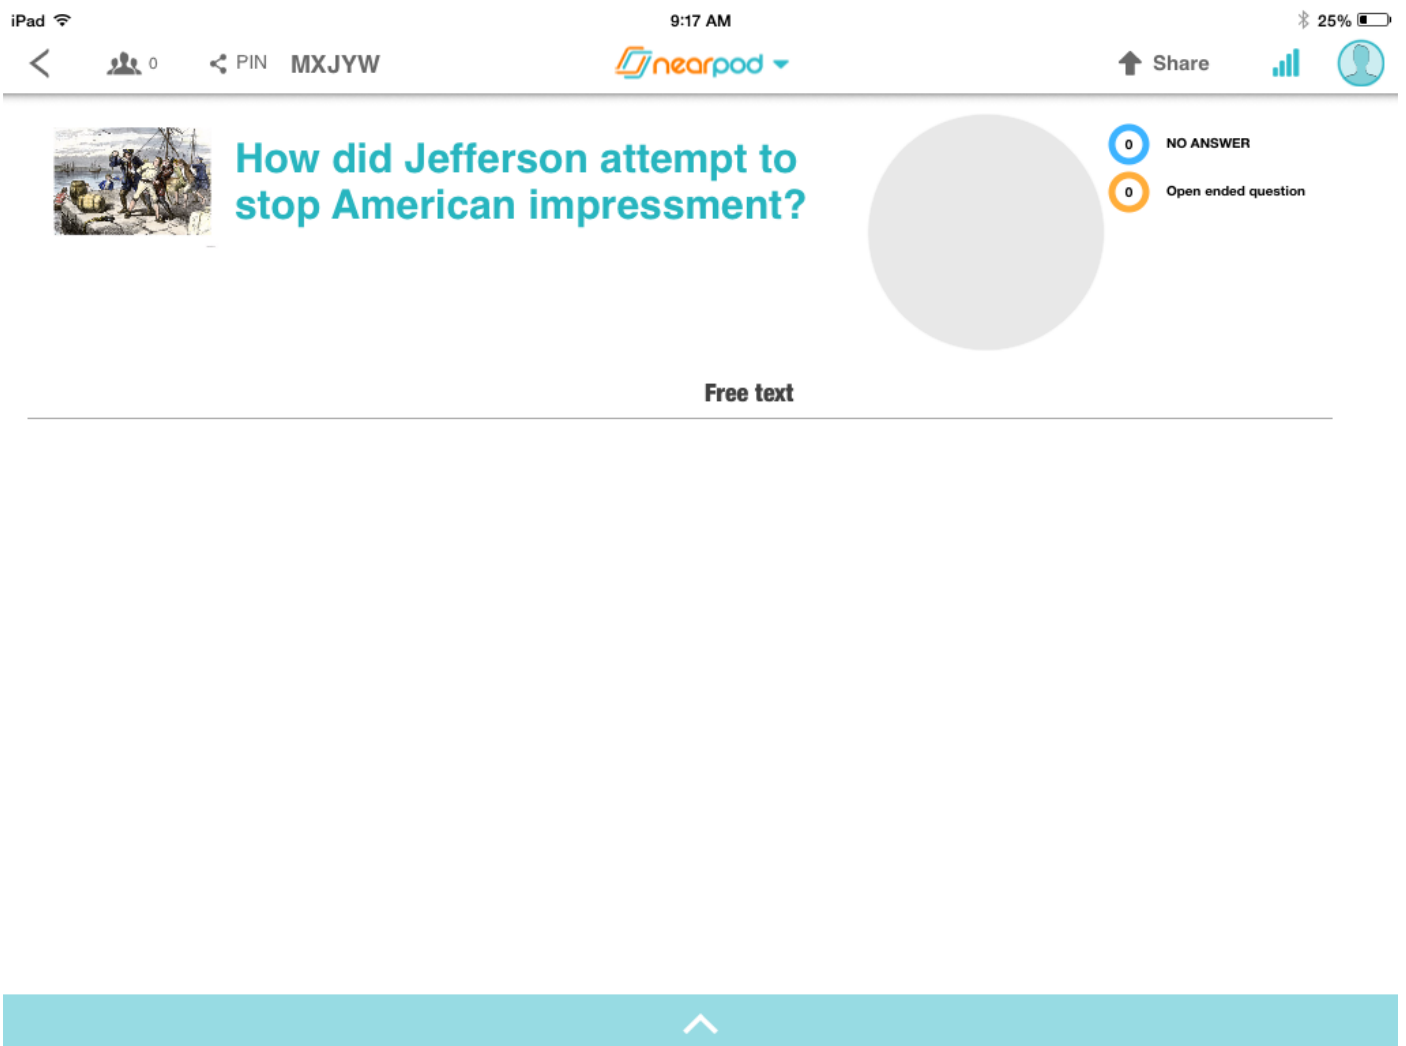 iPad
9:17 AM
25%
0
PIN MXJYW
nearpod
Share
How did Jefferson attempt to
stop American impressment?
0 NO ANSWER
0 Open ended question
Free text